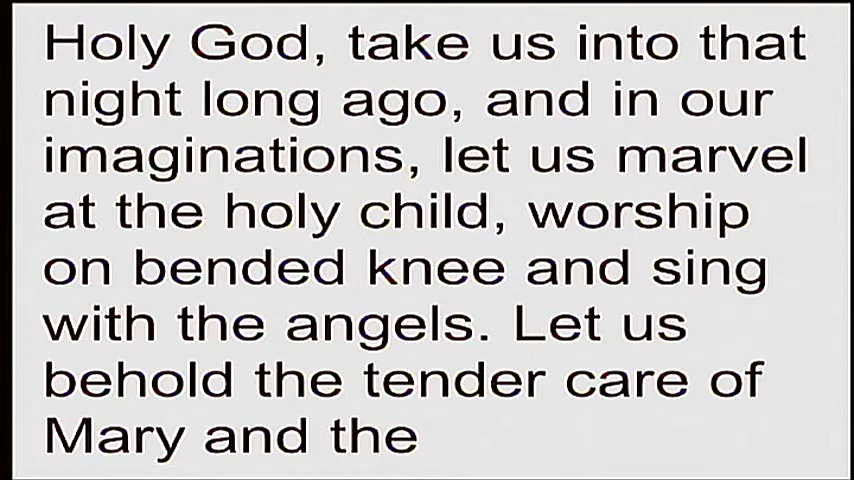 Holy God, take us into that
night long ago, and in our
imaginations, let us marvel
at the holy child, worship
on bended knee and sing
with the angels. Let us
behold the tender care of
Mary and the